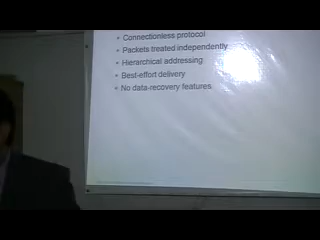 • Connectionless protocol
• Packets treated independently
• Hierarchical addressing
• Best-effort delivery
• No data-recovery features